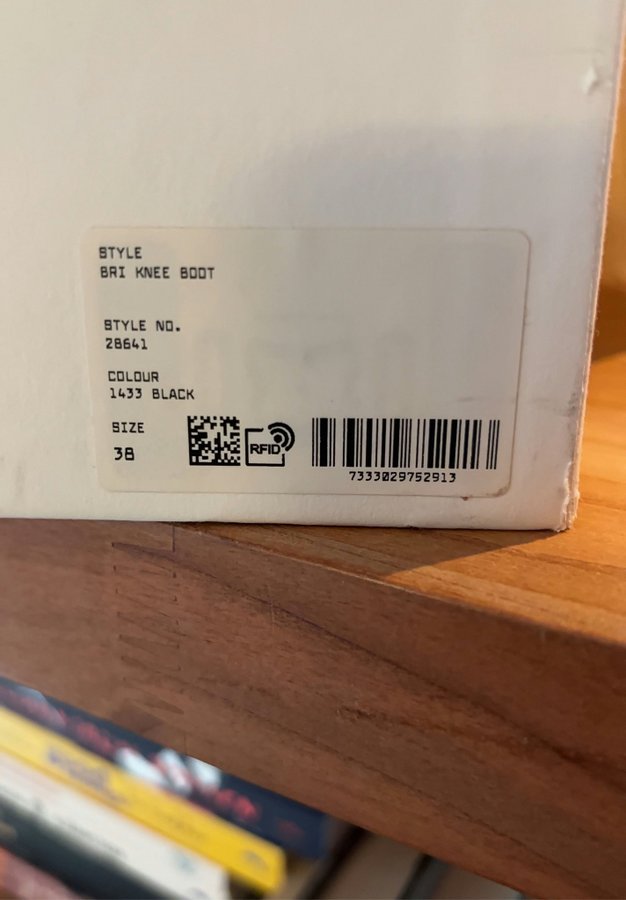 STYLE
BRI KNEE BOOT
STYLE NO.
28641
COLOUR
1433 BLACK
SIZE
38
RFID
7333029752913